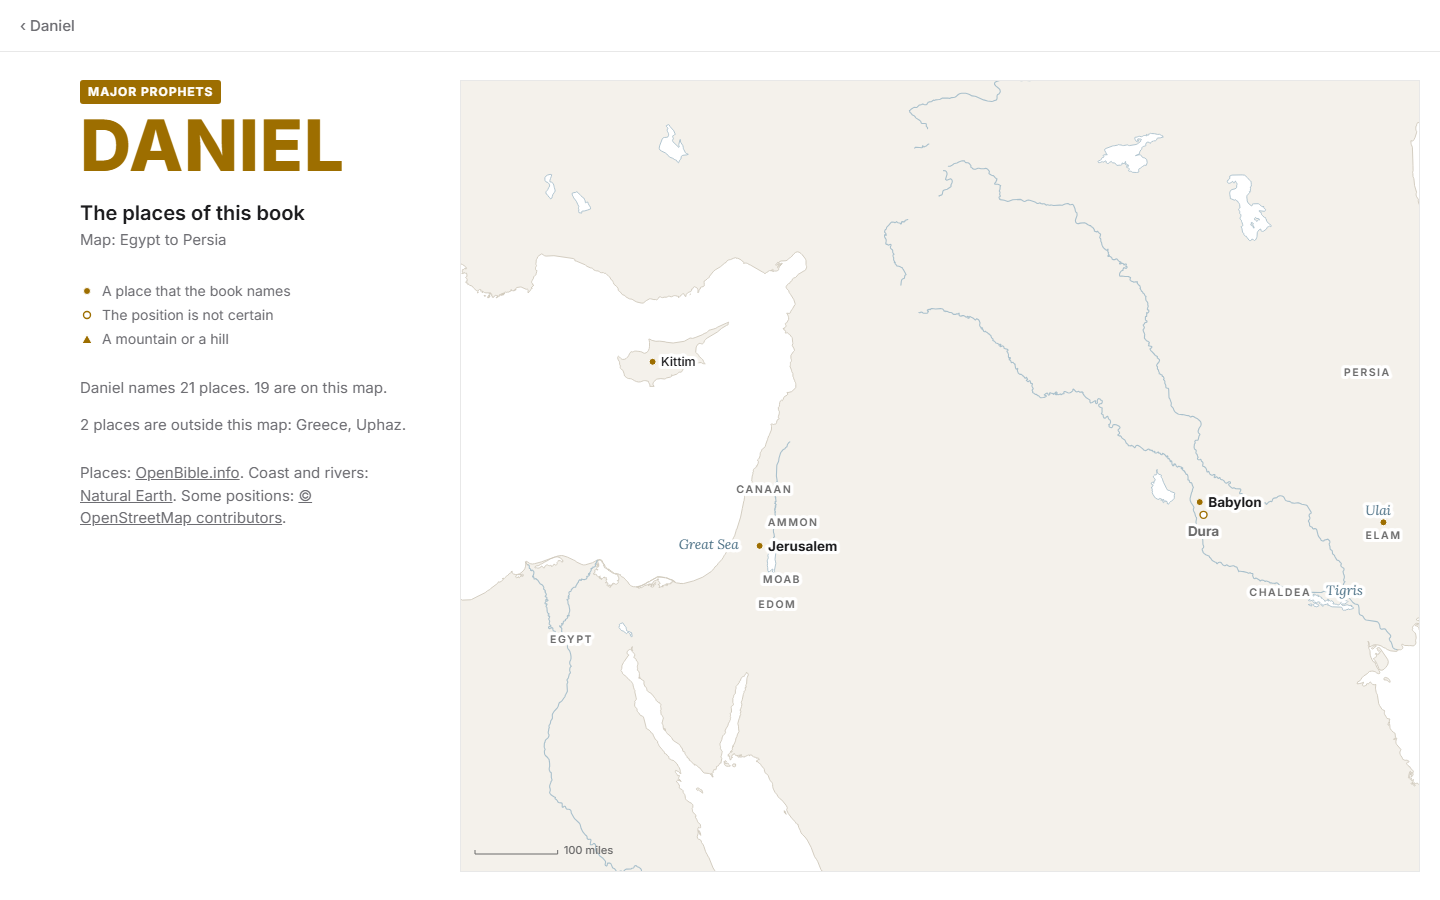 ‹ Daniel
MAJOR PROPHETS
DANIEL
The places of this book
Map: Egypt to Persia
A place that the book names
The position is not certain
A mountain or a hill
Daniel names 21 places. 19 are on this map.
2 places are outside this map: Greece, Uphaz.
Places: OpenBible.info. Coast and rivers:
Natural Earth. Some positions: ©
OpenStreetMap contributors.
Kittim
PERSIA
CANAAN
Babylon
Ulai
AMMON
Dura
ELAM
Great Sea
Jerusalem
MOAB
CHALDEA
Tigris
EDOM
EGYPT
100 miles